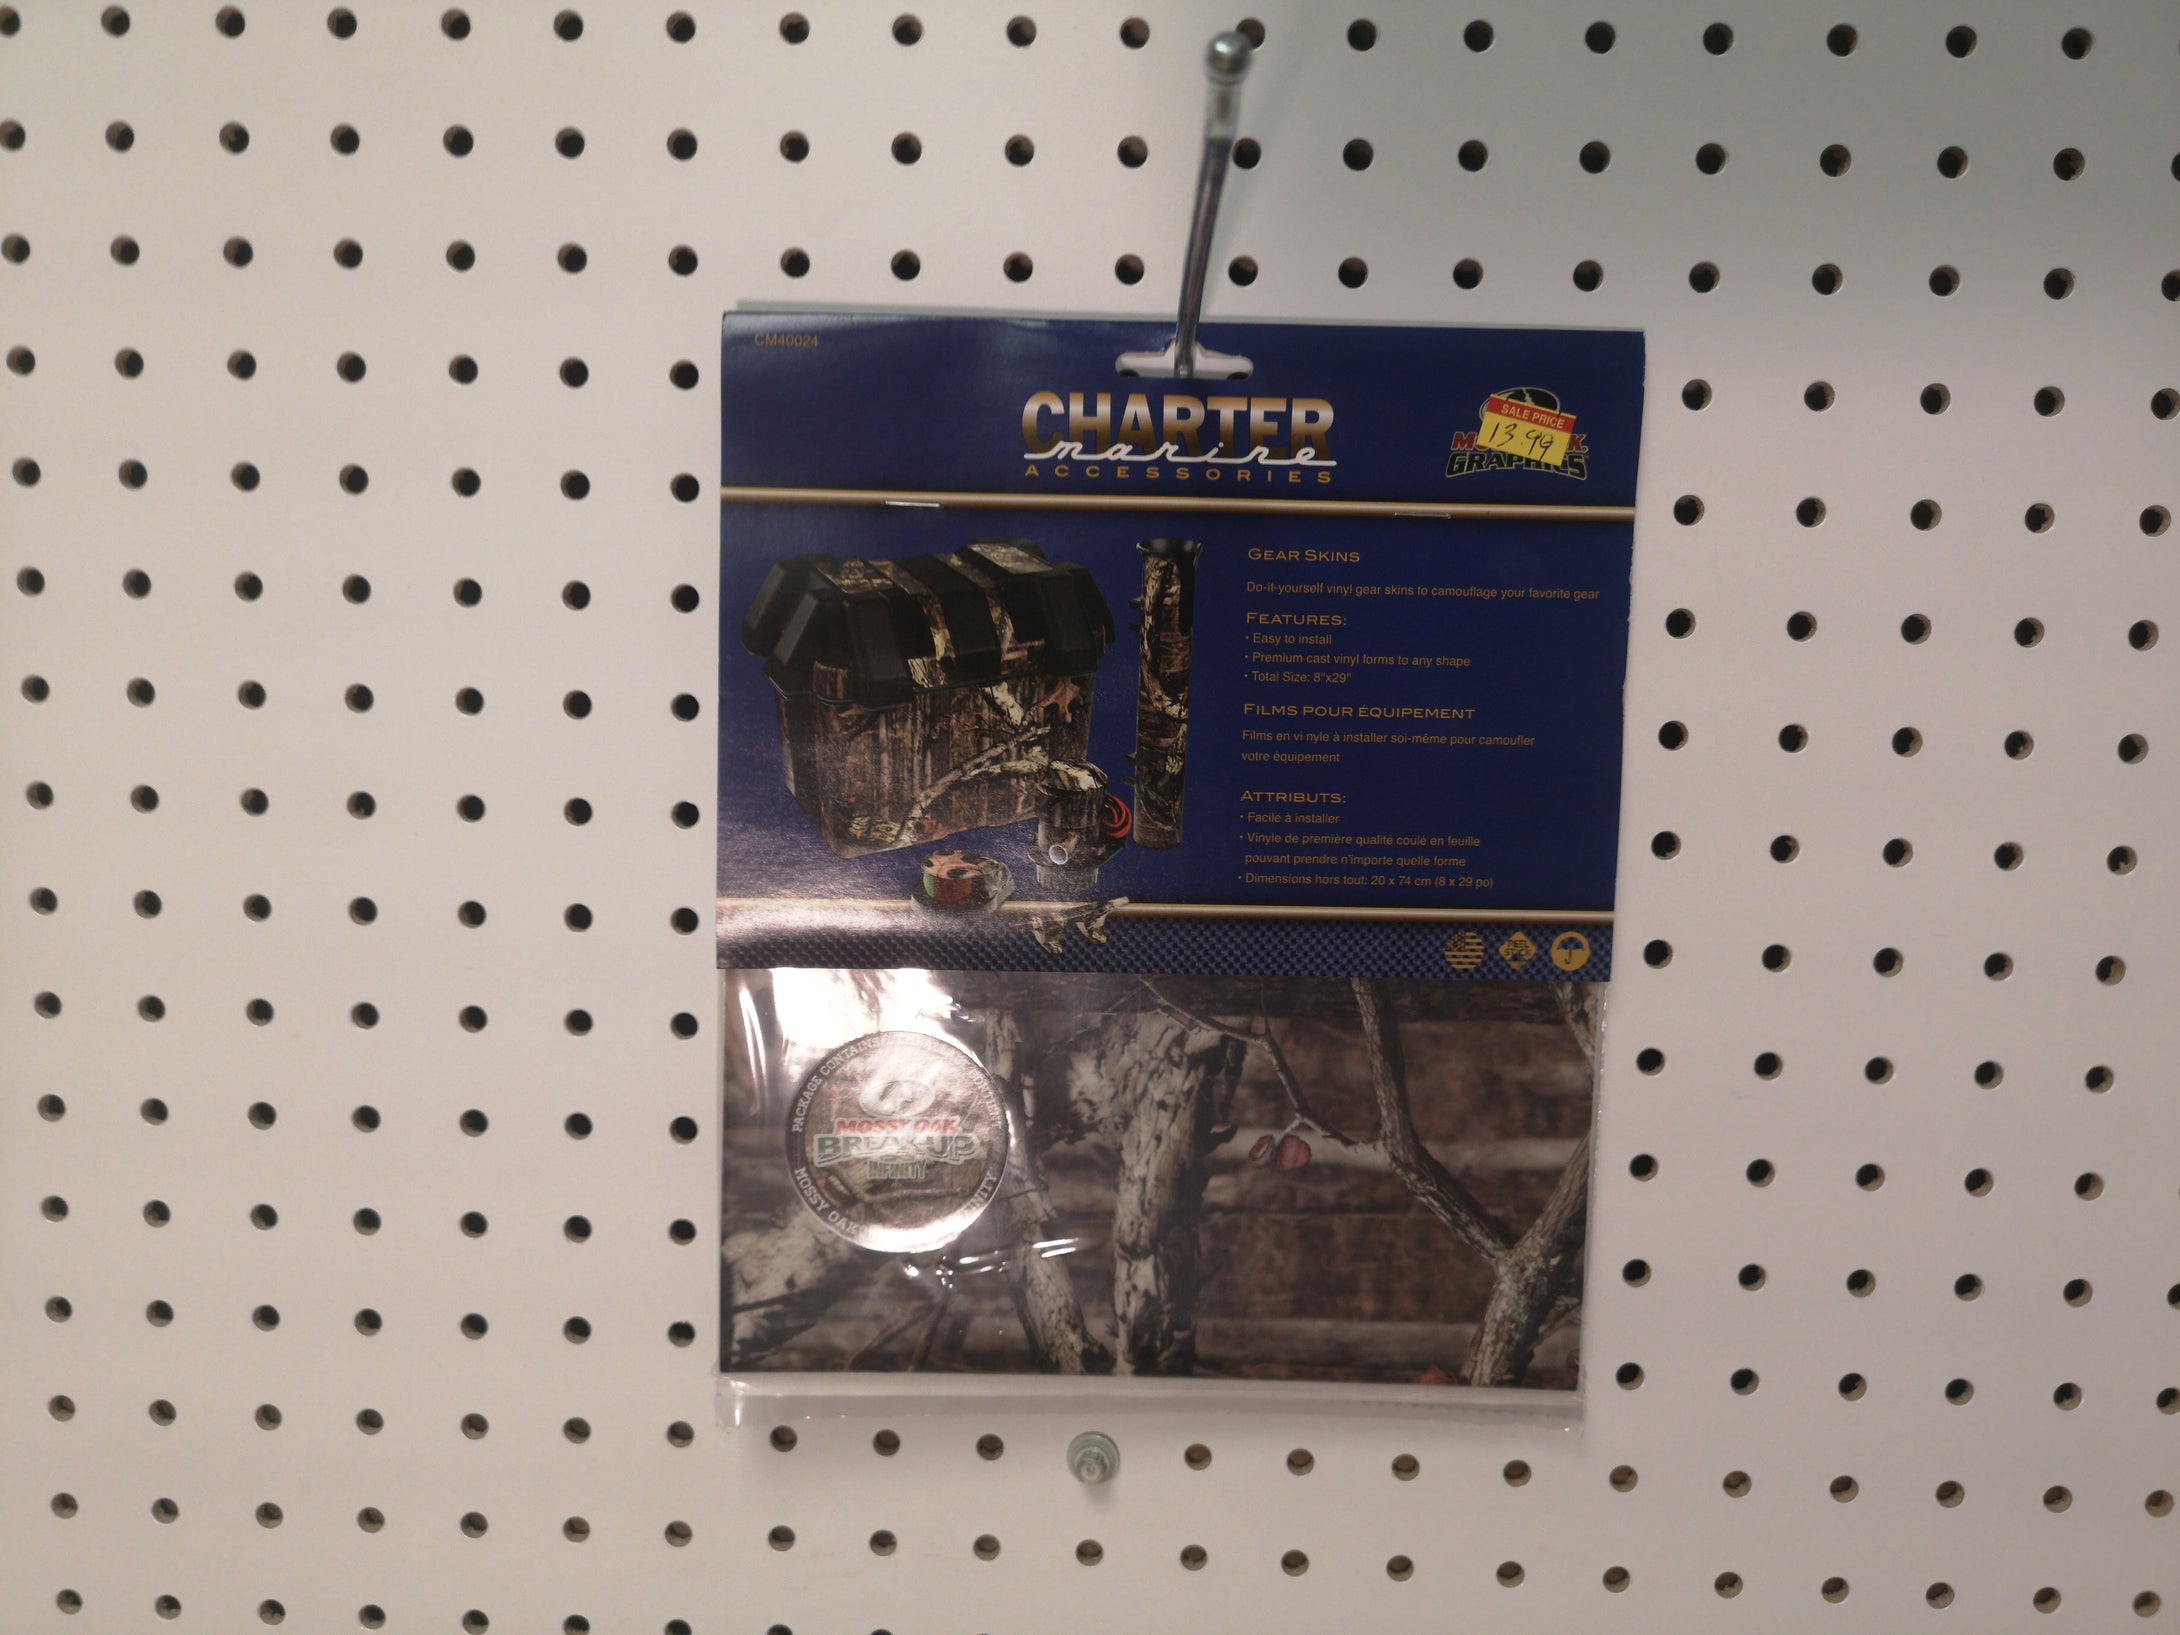 CM40024
CHARTER
marine
ACCESSORIES
SALE PRICE
13.99
GRAPHICS
GEAR SKINS
Do-it-yourself vinyl gear skins to camouflage your favorite gear
FEATURES:
• Easy to install
• Premium cast vinyl forms to any shape
• Total Size: 8"x29"
FILMS POUR ÉQUIPEMENT
Films en vi nyle à installer soi-même pour camoufler
votre équipement
ATTRIBUTS:
• Facile à installer
• Vinyle de première qualité coulé en feuille
pouvant prendre n'importe quelle forme
• Dimensions hors tout: 20 x 74 cm (8 x 29 po)
PEEL
STICK
PACKAGE CONTAINS
MOSSY OAK
BREAK-UP
INFINITY
MOSSY OAK